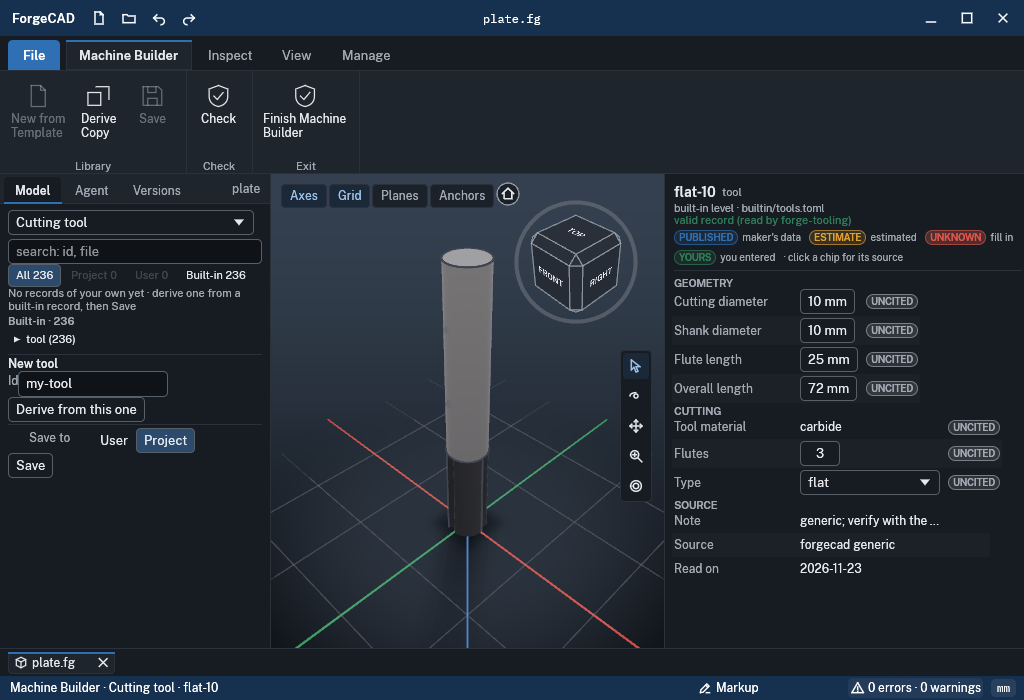 ForgeCAD
plate.fg
File
Machine Builder
Inspect
View
Manage
New from Template
Derive Copy
Save
Check
Finish Machine Builder
Library
Check
Exit
Model
Agent
Versions
plate
Cutting tool
search: id, file
All 236
Project 0
User 0
Built-in 236
No records of your own yet · derive one from a
built-in record, then Save
Built-in · 236
tool (236)
New tool
Id
my-tool
Derive from this one
Save to
User
Project
Save
Axes
Grid
Planes
Anchors
TOP
FRONT
RIGHT
flat-10 tool
built-in level · builtin/tools.toml
valid record (read by forge-tooling)
PUBLISHED maker's data ESTIMATE estimated UNKNOWN fill in
YOURS you entered · click a chip for its source
GEOMETRY
Cutting diameter 10 mm UNCITED
Shank diameter 10 mm UNCITED
Flute length 25 mm UNCITED
Overall length 72 mm UNCITED
CUTTING
Tool material carbide UNCITED
Flutes 3 UNCITED
Type flat UNCITED
SOURCE
Note generic; verify with the ...
Source forgecad generic
Read on 2026-11-23
plate.fg
Machine Builder · Cutting tool · flat-10
Markup
0 errors · 0 warnings
mm